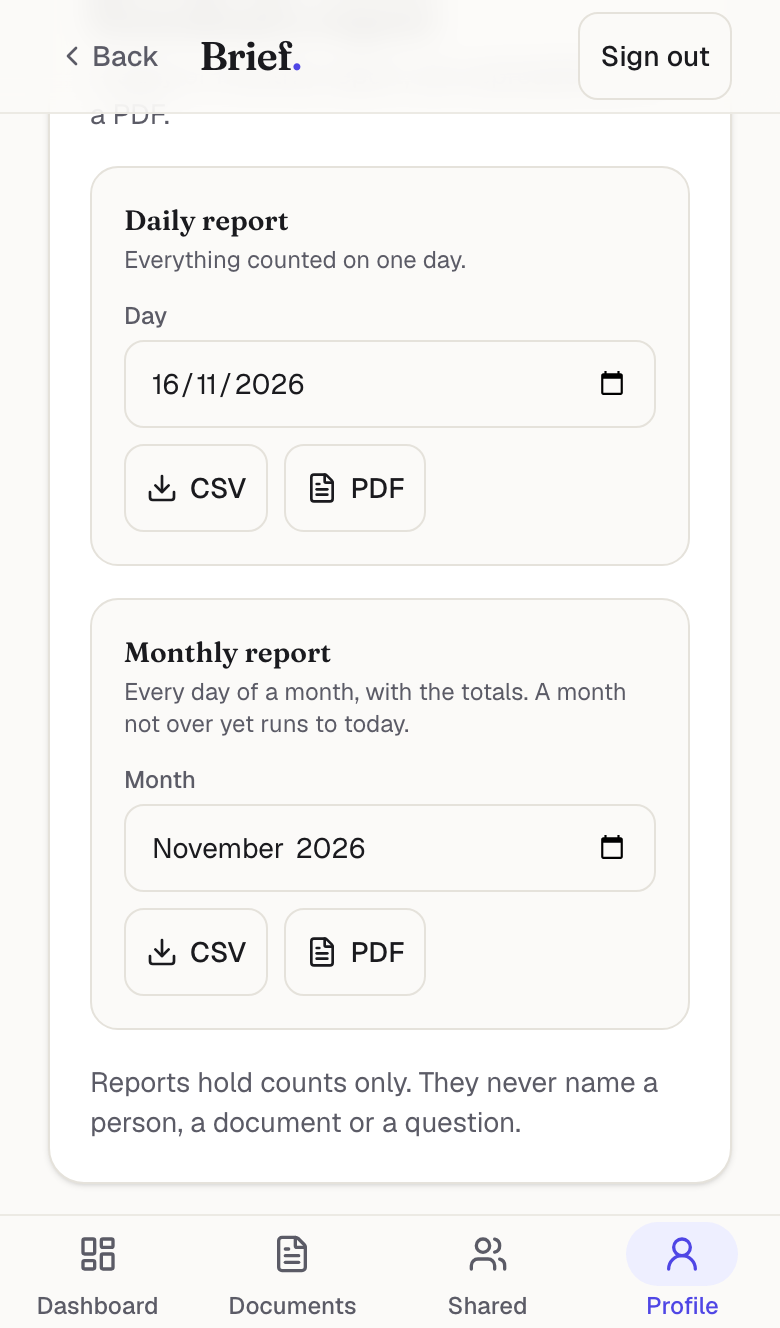 Back
Brief.
Sign out
a PDF.
Daily report
Everything counted on one day.
Day
16/11/2026
CSV
PDF
Monthly report
Every day of a month, with the totals. A month
not over yet runs to today.
Month
November 2026
CSV
PDF
Reports hold counts only. They never name a
person, a document or a question.
Dashboard
Documents
Shared
Profile